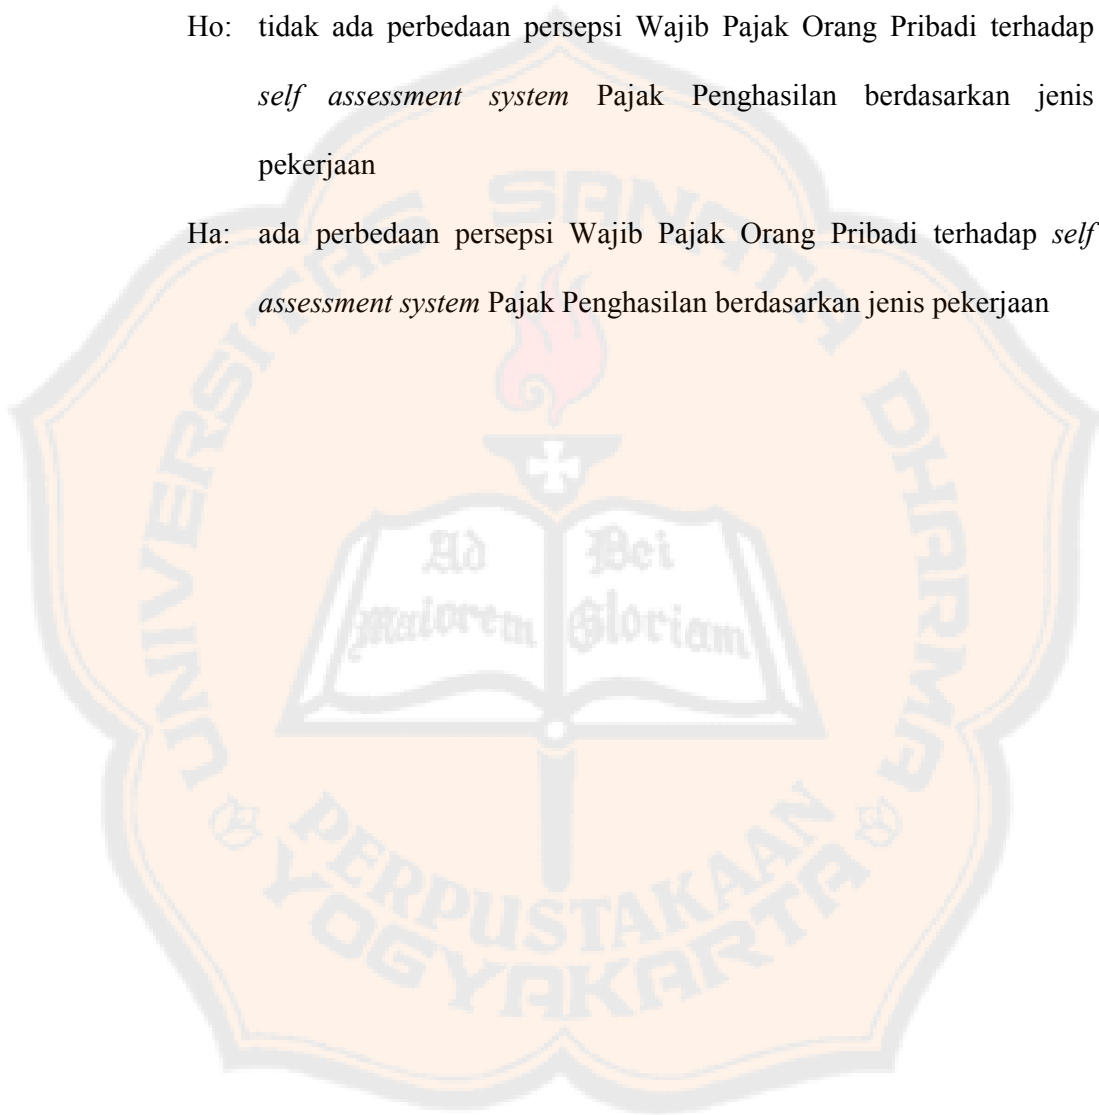 Ho: tidak ada perbedaan persepsi Wajib Pajak Orang Pribadi terhadap
self assessment system Pajak Penghasilan berdasarkan jenis
pekerjaan
Ha: ada perbedaan persepsi Wajib Pajak Orang Pribadi terhadap self
assessment system Pajak Penghasilan berdasarkan jenis pekerjaan
UNIVERSITAS SANATA DHARMA
Ad Maiorem
Dei Gloriam
PERPUSTAKAAN
YOGYAKARTA